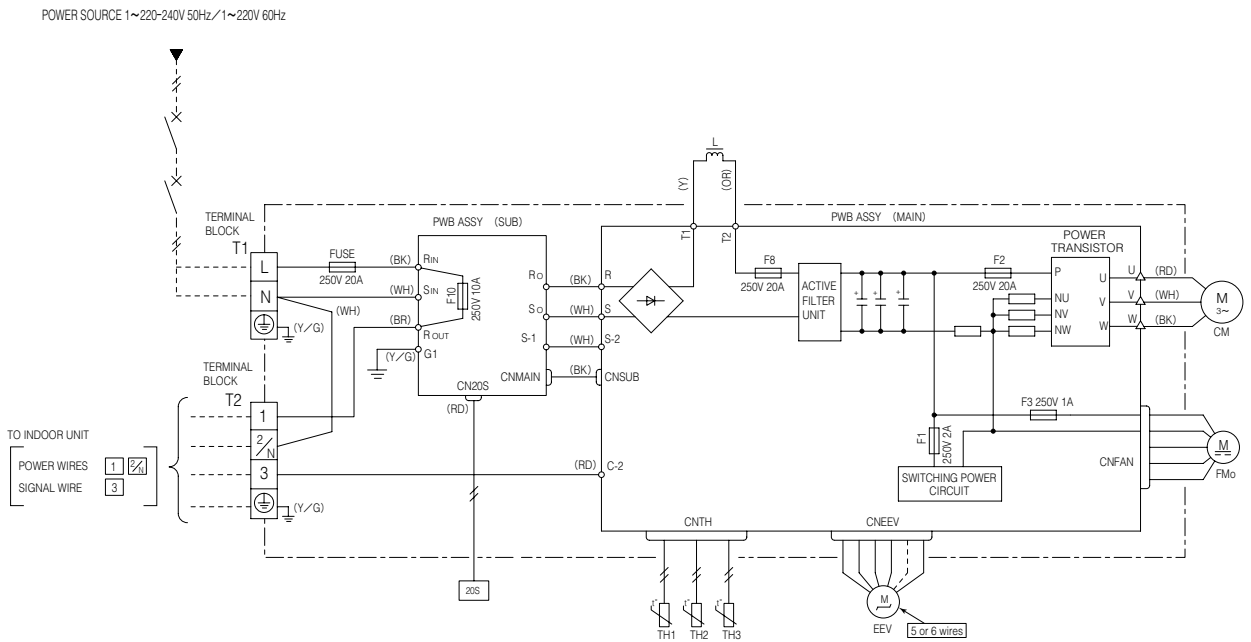 POWER SOURCE 1~220-240V 50Hz/1~220V 60Hz
TERMINAL
BLOCK
T1
L
N
(Y/G)
FUSE
250V 20A
(BK)
(WH)
(WH)
(BR)
(Y/G)
PWB ASSY (SUB)
RIN
SIN
F10
250V 10A
ROUT
G1
RO
SO
S-1
CNMAIN
CN20S
(RD)
20S
(BK)
(WH)
(WH)
(BK)
L
(Y)
(OR)
T1
T2
PWB ASSY (MAIN)
R
S
S-2
CNSUB
C-2
F8
250V 20A
ACTIVE
FILTER
UNIT
+
+
+
F2
250V 20A
POWER
TRANSISTOR
P
NU
NV
NW
U
V
W
U
V
W
(RD)
(WH)
(BK)
M
3~
CM
F3 250V 1A
F1
250V 2A
SWITCHING POWER
CIRCUIT
CNFAN
M
FMo
TERMINAL
BLOCK
T2
1
2/N
3
(Y/G)
(RD)
TO INDOOR UNIT
POWER WIRES 1 2/N
SIGNAL WIRE 3
CNTH
t°
t°
t°
TH1
TH2
TH3
CNEEV
M
EEV
5 or 6 wires